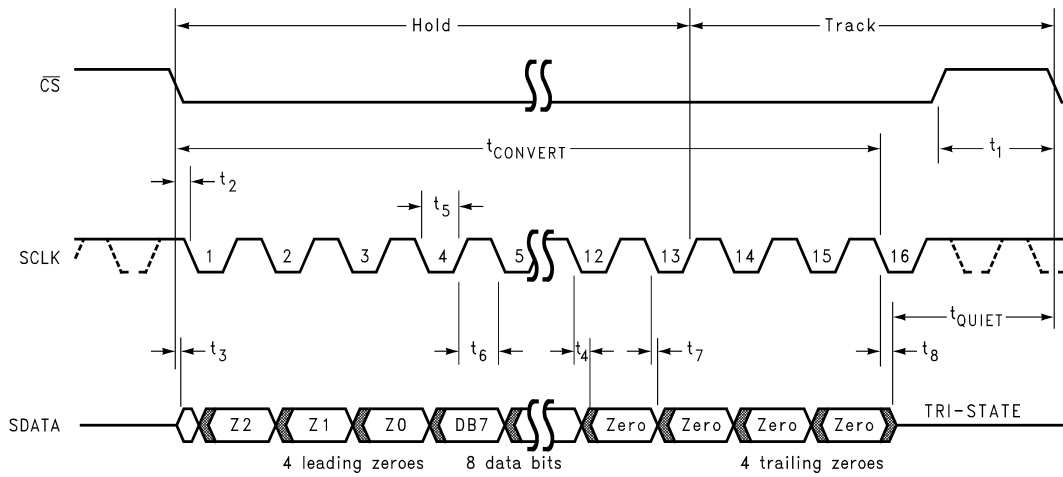 Hold Track
CS
tCONVERT t1
t2
t5
SCLK 1 2 3 4 5 12 13 14 15 16
tQUIET
t3 t6 t4 t7 t8
SDATA Z2 Z1 Z0 DB7 Zero Zero Zero Zero TRI-STATE
4 leading zeroes 8 data bits 4 trailing zeroes